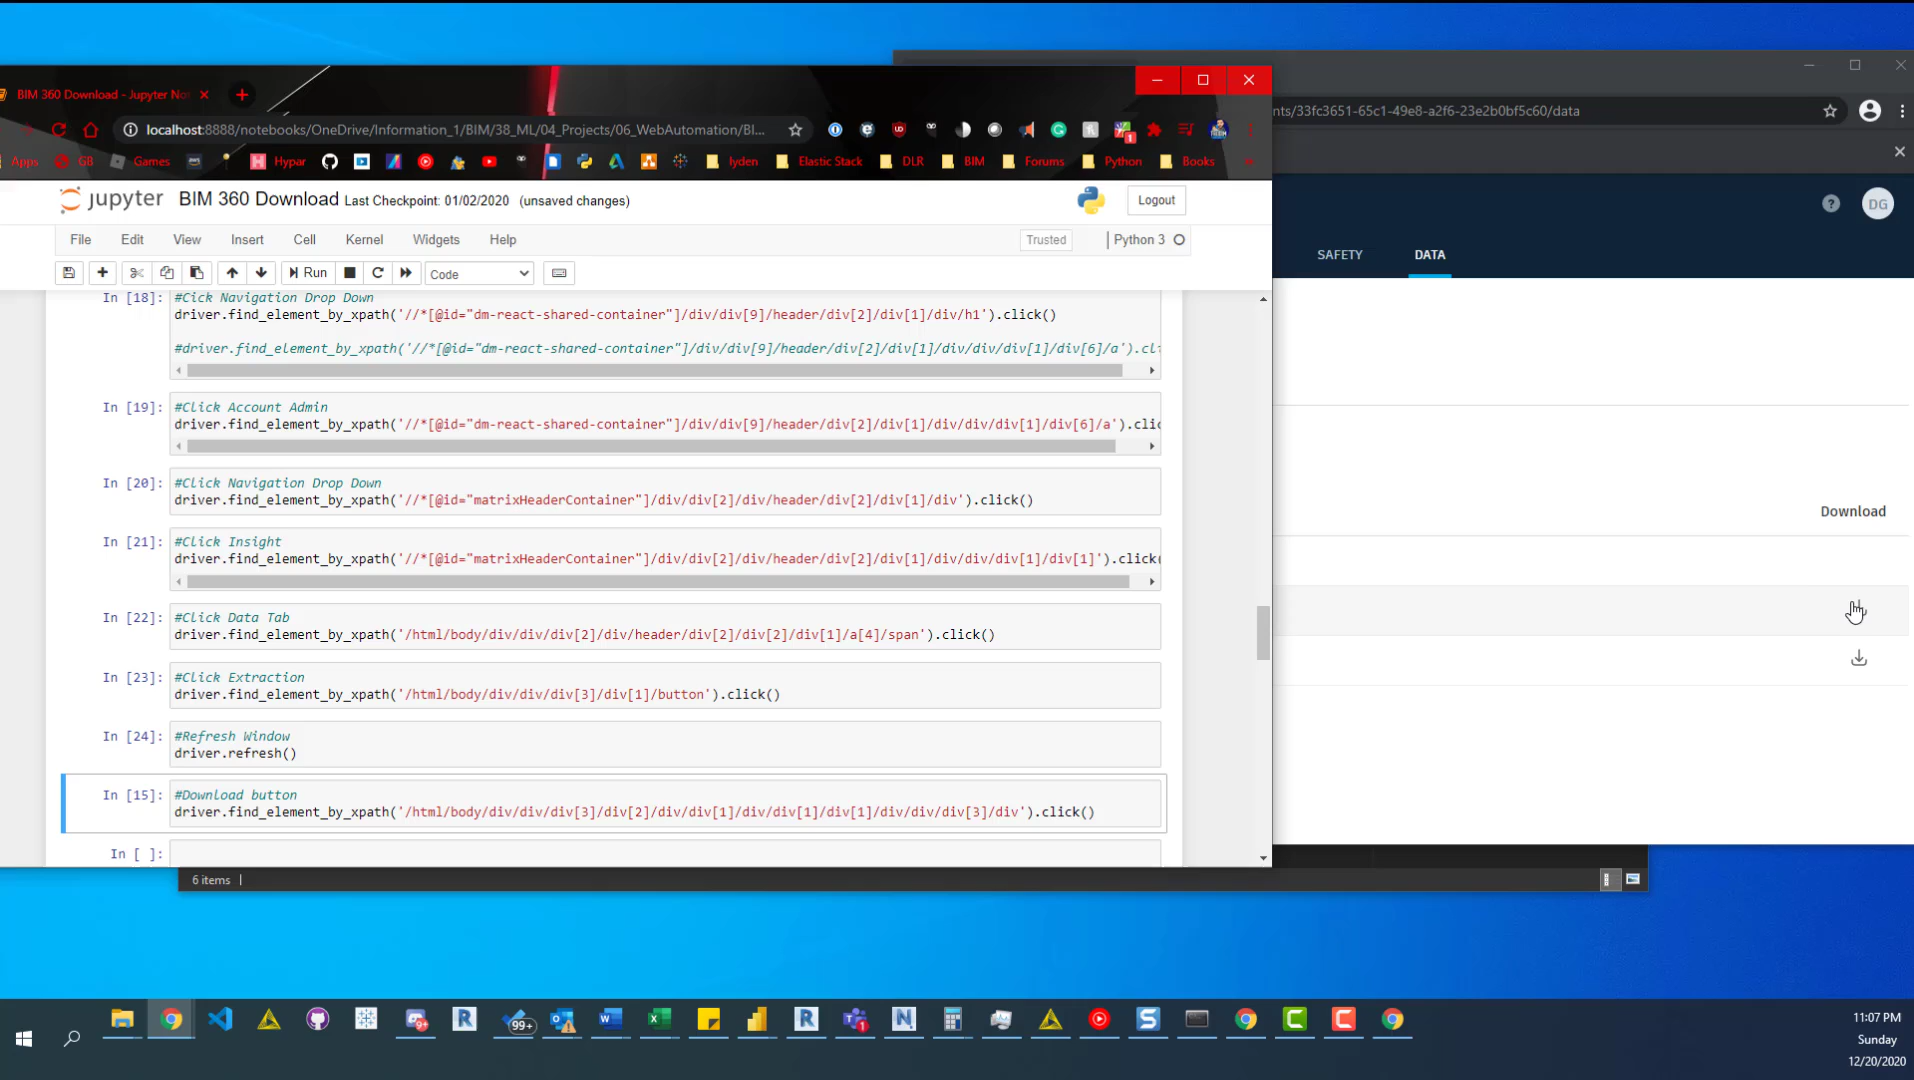 BIM 360 Download - Jupyter No
localhost:8888/notebooks/OneDrive/Information_1/BIM/38_ML/04_Projects/06_WebAutomation/BI...
nts/33fc3651-65c1-49e8-a2f6-23e2b0bf5c60/data
Apps GB Games Hypar lyden Elastic Stack DLR BIM Forums Python Books
jupyter BIM 360 Download Last Checkpoint: 01/02/2020 (unsaved changes) Logout
DG
File Edit View Insert Cell Kernel Widgets Help Trusted Python 3
SAFETY DATA
Run Code
In [18]: #Cick Navigation Drop Down
driver.find_element_by_xpath('//*[@id="dm-react-shared-container"]/div/div[9]/header/div[2]/div[1]/div/h1').click()
#driver.find_element_by_xpath('//*[@id="dm-react-shared-container"]/div/div[9]/header/div[2]/div[1]/div/div/div[1]/div[6]/a').cl
In [19]: #Click Account Admin
driver.find_element_by_xpath('//*[@id="dm-react-shared-container"]/div/div[9]/header/div[2]/div[1]/div/div/div[1]/div[6]/a').clic
In [20]: #Click Navigation Drop Down
driver.find_element_by_xpath('//*[@id="matrixHeaderContainer"]/div/div[2]/div/header/div[2]/div[1]/div').click()
In [21]: #Click Insight
driver.find_element_by_xpath('//*[@id="matrixHeaderContainer"]/div/div[2]/div/header/div[2]/div[1]/div/div/div[1]/div[1]').click(
In [22]: #Click Data Tab
driver.find_element_by_xpath('/html/body/div/div/div[2]/div/header/div[2]/div[2]/div[1]/a[4]/span').click()
In [23]: #Click Extraction
driver.find_element_by_xpath('/html/body/div/div/div[3]/div[1]/button').click()
In [24]: #Refresh Window
driver.refresh()
In [15]: #Download button
driver.find_element_by_xpath('/html/body/div/div/div[3]/div[2]/div/div[1]/div/div[1]/div[1]/div/div/div[3]/div').click()
In [ ]:
Download
6 items
99+
11:07 PM
Sunday
12/20/2020